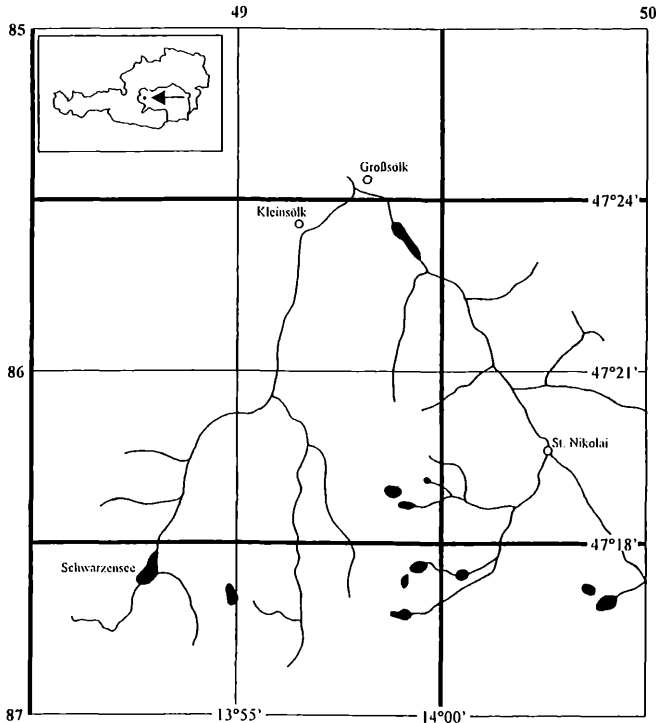 49
50
85
Großsölk
47°24'
Kleinsölk
86
47°21'
St. Nikolai
47°18'
Schwarzensee
87
13°55'
14°00'